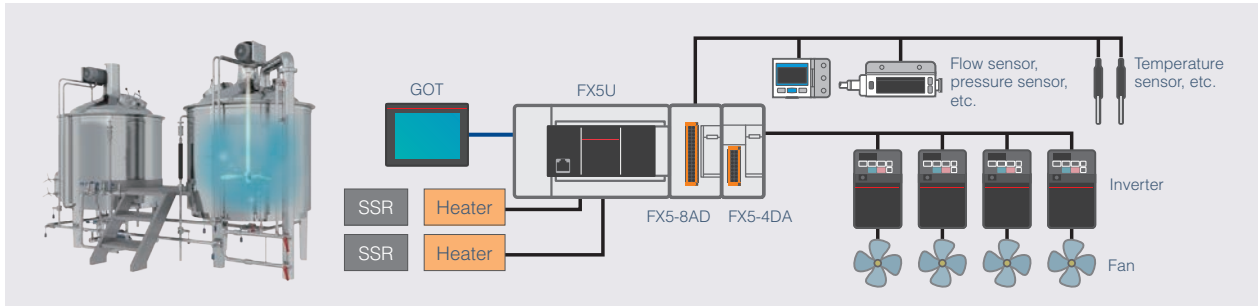 GOT
FX5U
Flow sensor,
pressure sensor,
etc.
Temperature
sensor, etc.
SSR
Heater
FX5-8AD
FX5-4DA
Inverter
SSR
Heater
Fan